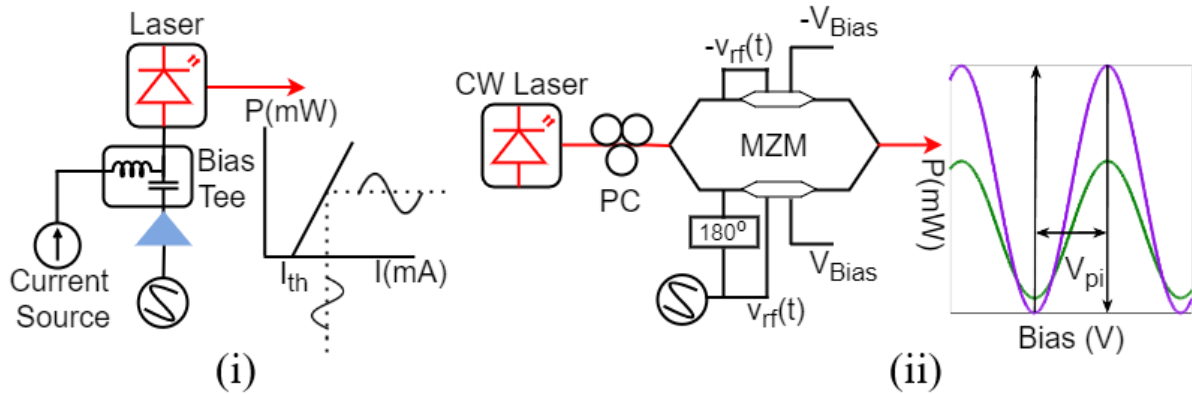 Laser
P(mW)
Bias
Tee
Current
Source
I_th
I(mA)
(i)
CW Laser
PC
-v_rf(t)
-V_Bias
MZM
180°
V_Bias
v_rf(t)
P(mW)
V_pi
Bias (V)
(ii)